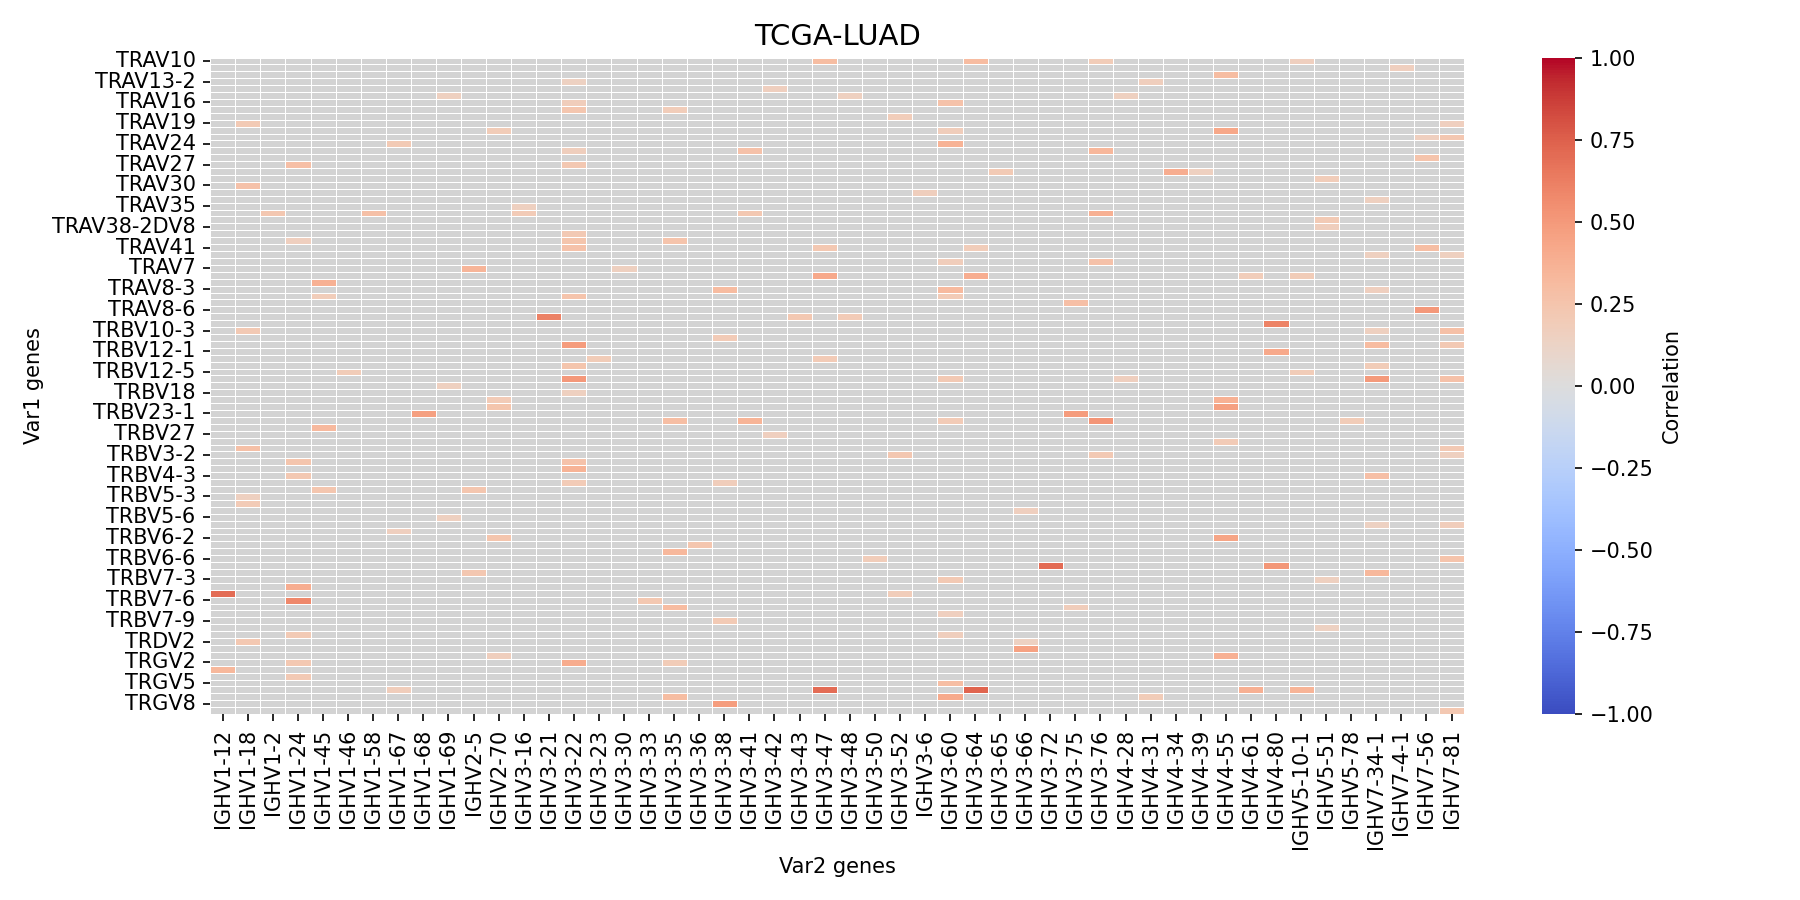 TCGA-LUAD
TRAV10
TRAV13-2
TRAV16
TRAV19
TRAV24
TRAV27
TRAV30
TRAV35
TRAV38-2DV8
TRAV41
TRAV7
TRAV8-3
TRAV8-6
TRBV10-3
TRBV12-1
TRBV12-5
TRBV18
TRBV23-1
TRBV27
TRBV3-2
TRBV4-3
TRBV5-3
TRBV5-6
TRBV6-2
TRBV6-6
TRBV7-3
TRBV7-6
TRBV7-9
TRDV2
TRGV2
TRGV5
TRGV8
Var1 genes
IGHV1-12
IGHV1-18
IGHV1-2
IGHV1-24
IGHV1-45
IGHV1-46
IGHV1-58
IGHV1-67
IGHV1-68
IGHV1-69
IGHV2-5
IGHV2-70
IGHV3-16
IGHV3-21
IGHV3-22
IGHV3-23
IGHV3-30
IGHV3-33
IGHV3-35
IGHV3-36
IGHV3-38
IGHV3-41
IGHV3-42
IGHV3-43
IGHV3-47
IGHV3-48
IGHV3-50
IGHV3-52
IGHV3-6
IGHV3-60
IGHV3-64
IGHV3-65
IGHV3-66
IGHV3-72
IGHV3-75
IGHV3-76
IGHV4-28
IGHV4-31
IGHV4-34
IGHV4-39
IGHV4-55
IGHV4-61
IGHV4-80
IGHV5-10-1
IGHV5-51
IGHV5-78
IGHV7-34-1
IGHV7-4-1
IGHV7-56
IGHV7-81
Var2 genes
1.00
0.75
0.50
0.25
0.00
−0.25
−0.50
−0.75
−1.00
Correlation